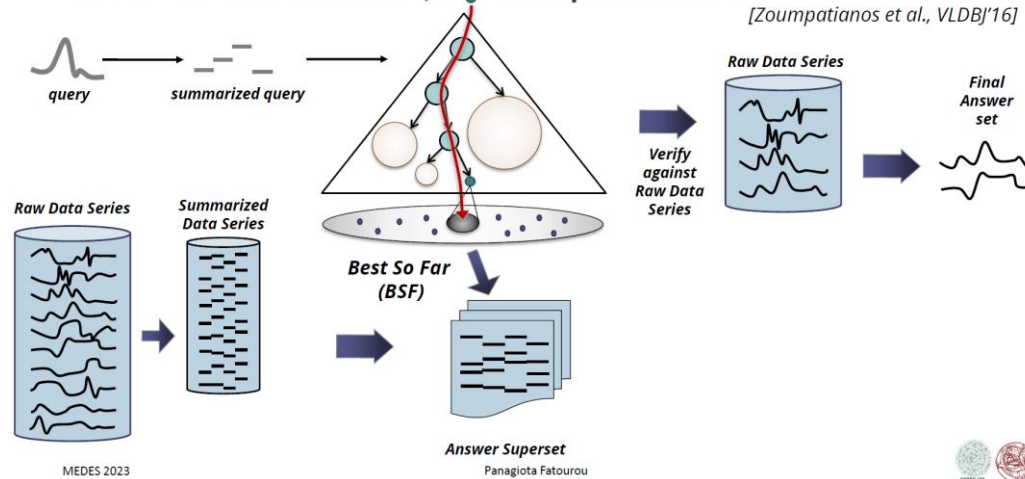 [Zoumpatianos et al., VLDBJ'16]
query
summarized query
Raw Data Series
Final
Answer
set
Verify
against
Raw Data
Series
Raw Data Series
Summarized
Data Series
Best So Far
(BSF)
Answer Superset
MEDES 2023
Panagiota Fatourou